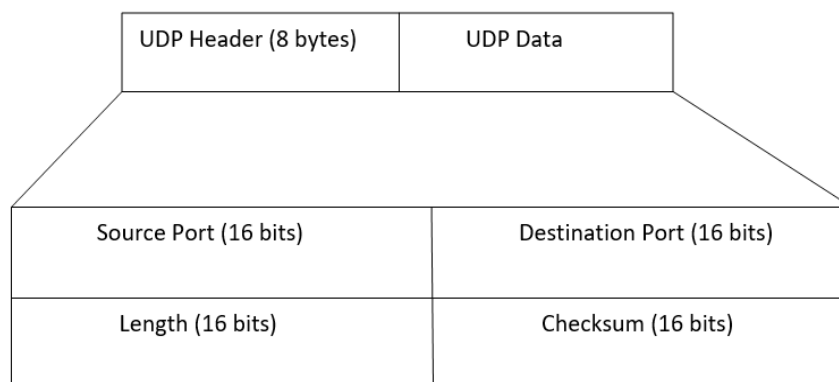 UDP Header (8 bytes) UDP Data
Source Port (16 bits) Destination Port (16 bits)
Length (16 bits) Checksum (16 bits)